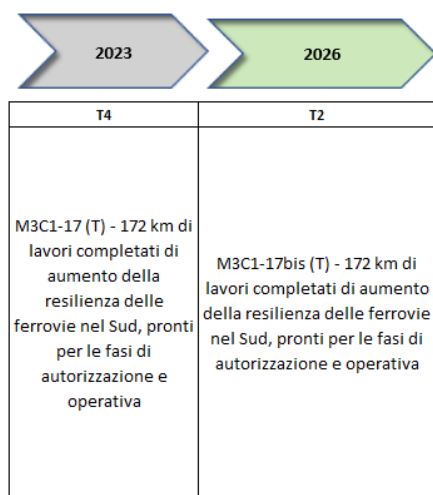 2023
2026
T4
T2
M3C1-17 (T) - 172 km di
lavori completati di
aumento della
resilienza delle
ferrovie nel Sud, pronti
per le fasi di
autorizzazione e
operativa
M3C1-17bis (T) - 172 km di
lavori completati di aumento
della resilienza delle ferrovie
nel Sud, pronti per le fasi di
autorizzazione e operativa